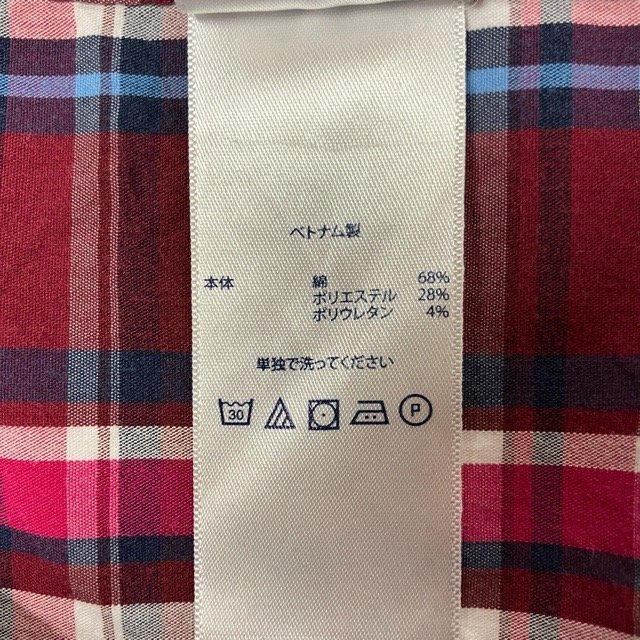 ベトナム製
本体 綿 68%
ポリエステル 28%
ポリウレタン 4%
単独で洗ってください
30 P